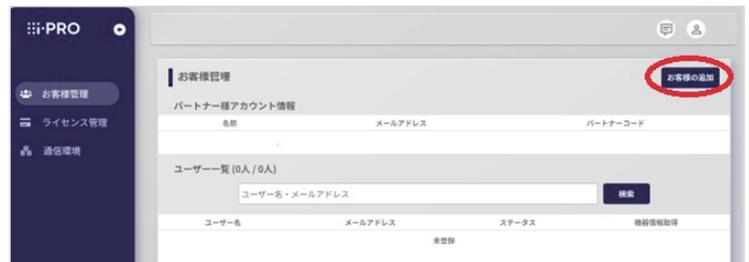 i-PRO
お客様管理
ライセンス管理
通信環境
お客様管理
お客様の追加
パートナー様アカウント情報
名前 メールアドレス パートナーコード
ユーザー一覧 (0人 / 0人)
ユーザー名・メールアドレス 検索
ユーザー名 メールアドレス ステータス 機器情報取得
未登録